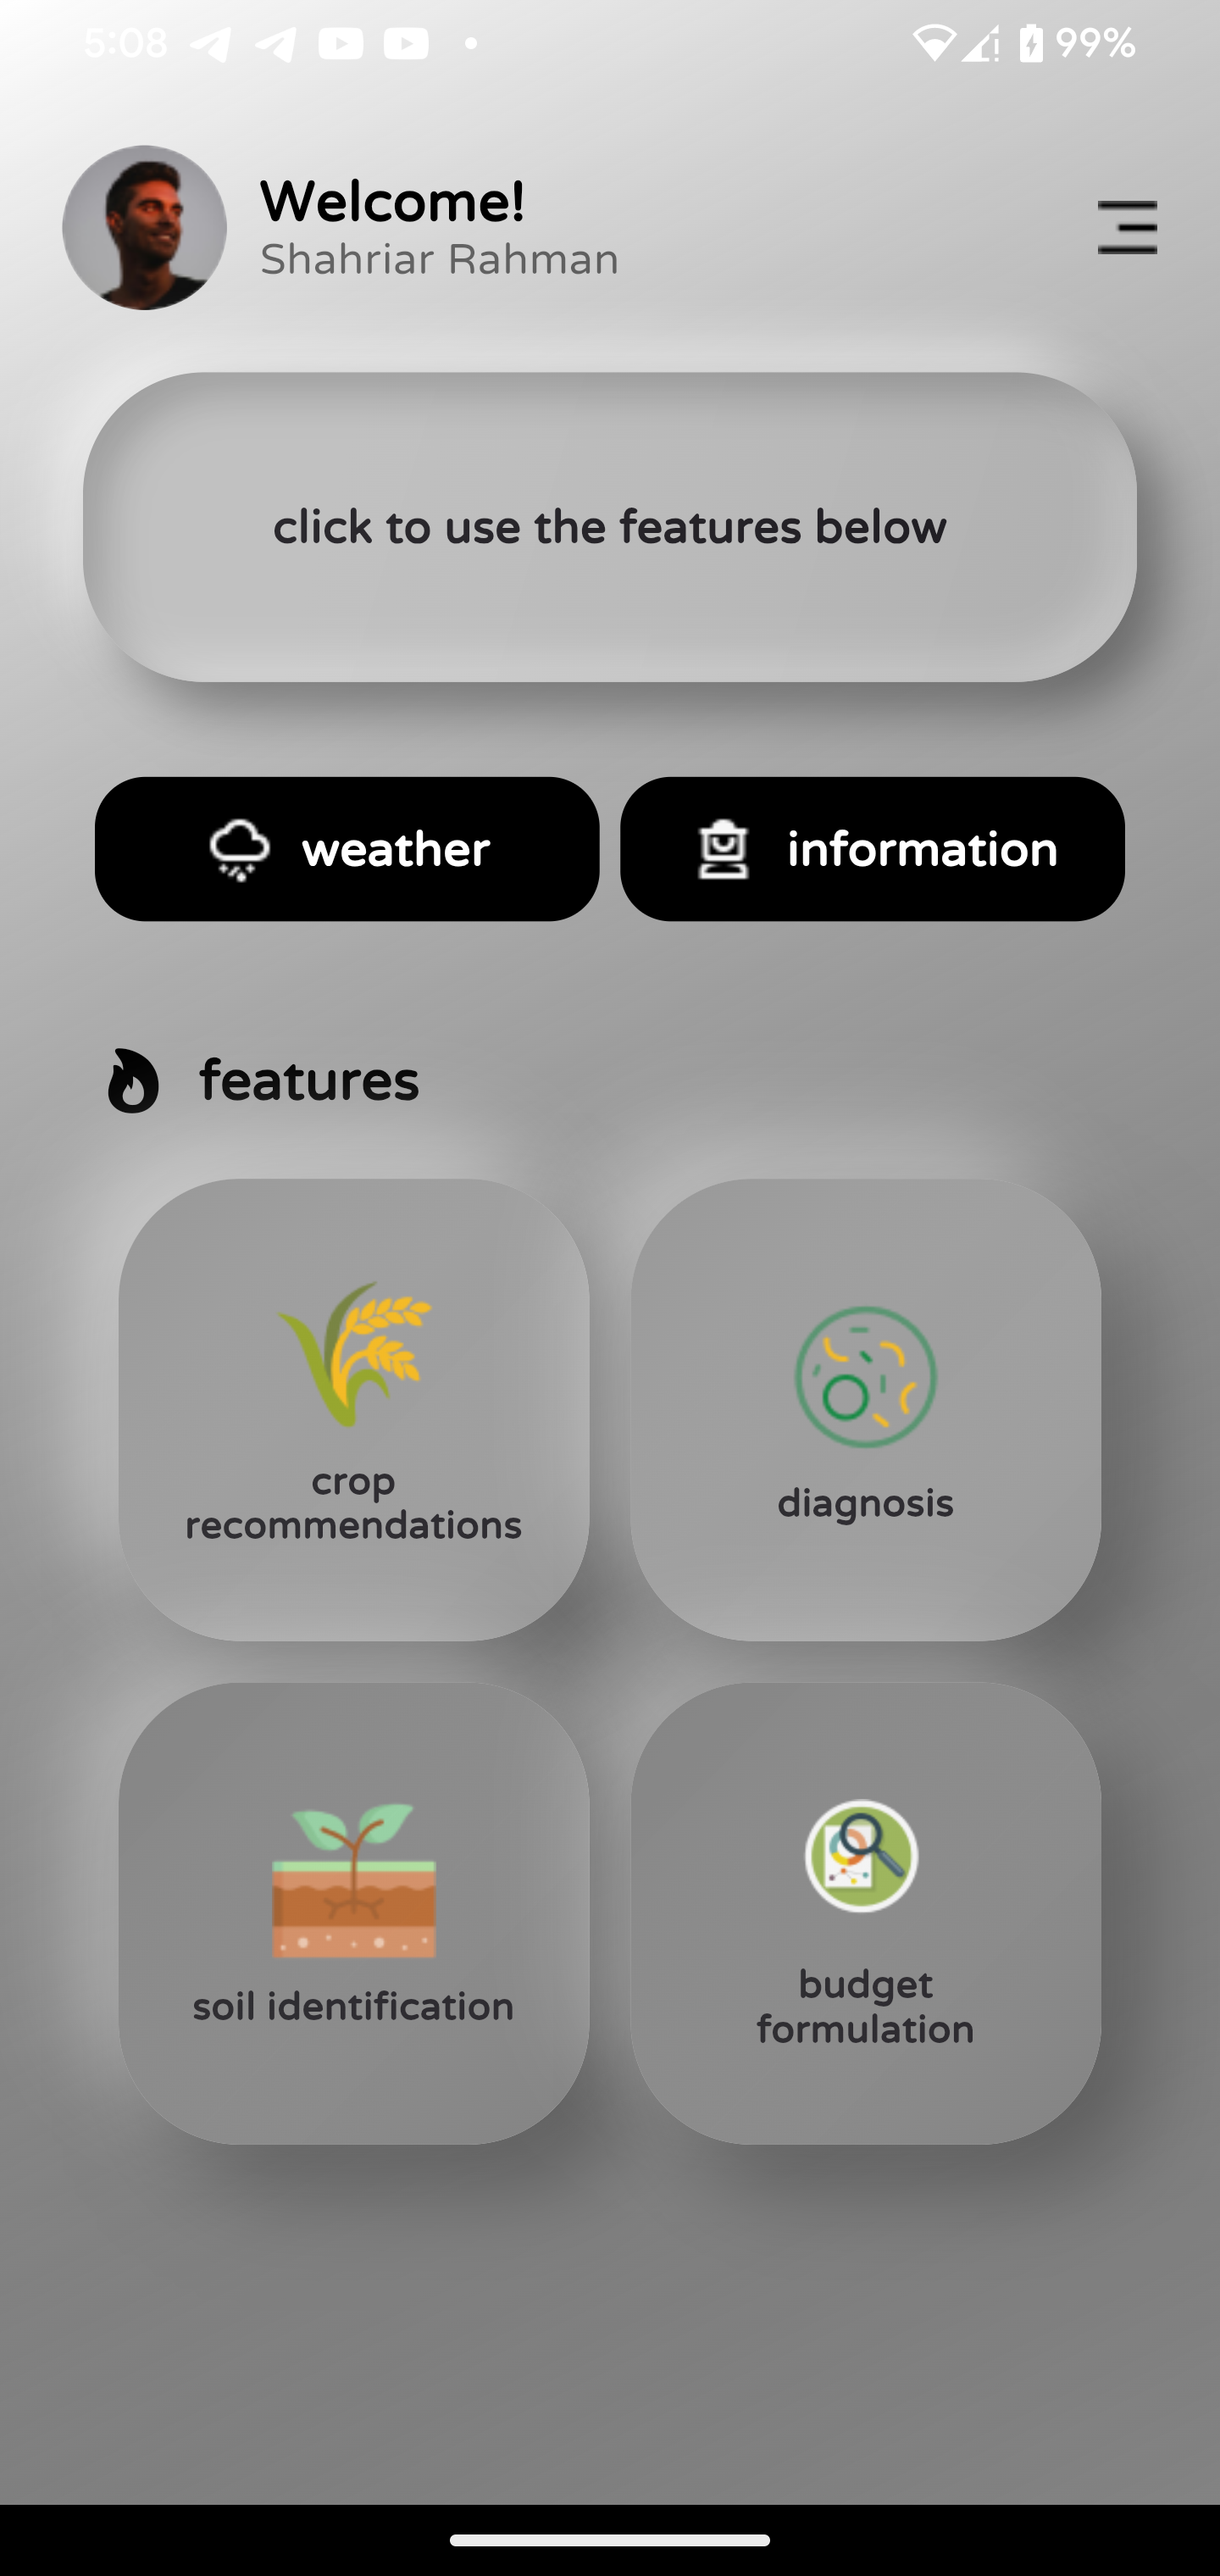 5:08 99%
Welcome!
Shahriar Rahman
click to use the features below
weather
information
features
crop
recommendations
diagnosis
soil identification
budget
formulation